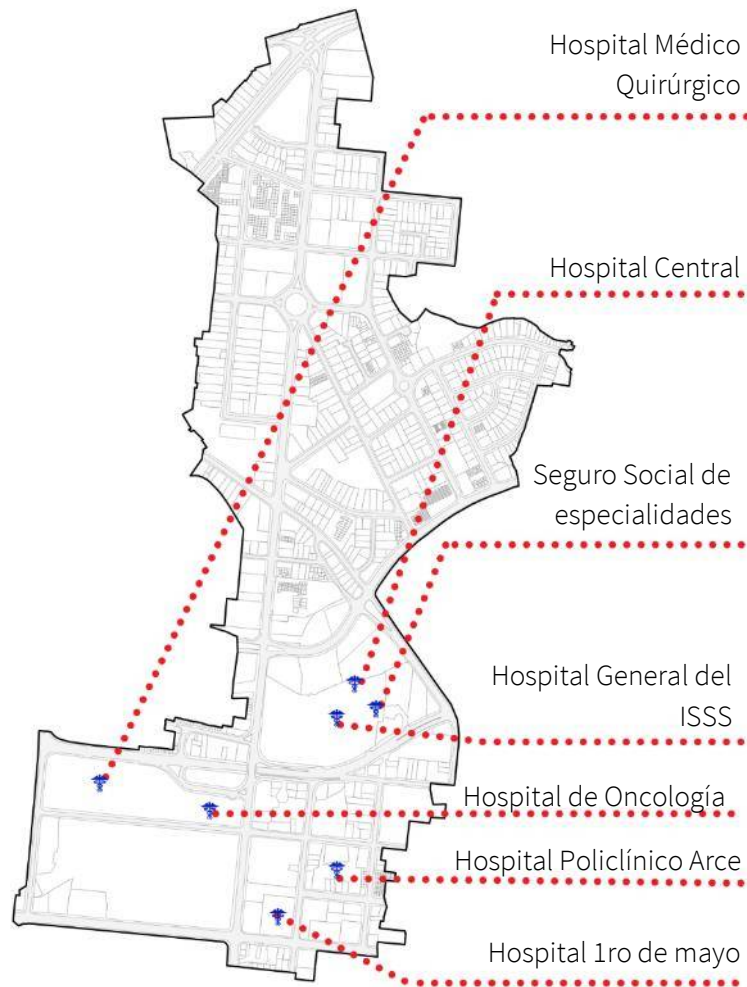 Hospital Médico
Quirúrgico
Hospital Central
Seguro Social de
especialidades
Hospital General del
ISSS
Hospital de Oncología
Hospital Policlínico Arce
Hospital 1ro de mayo